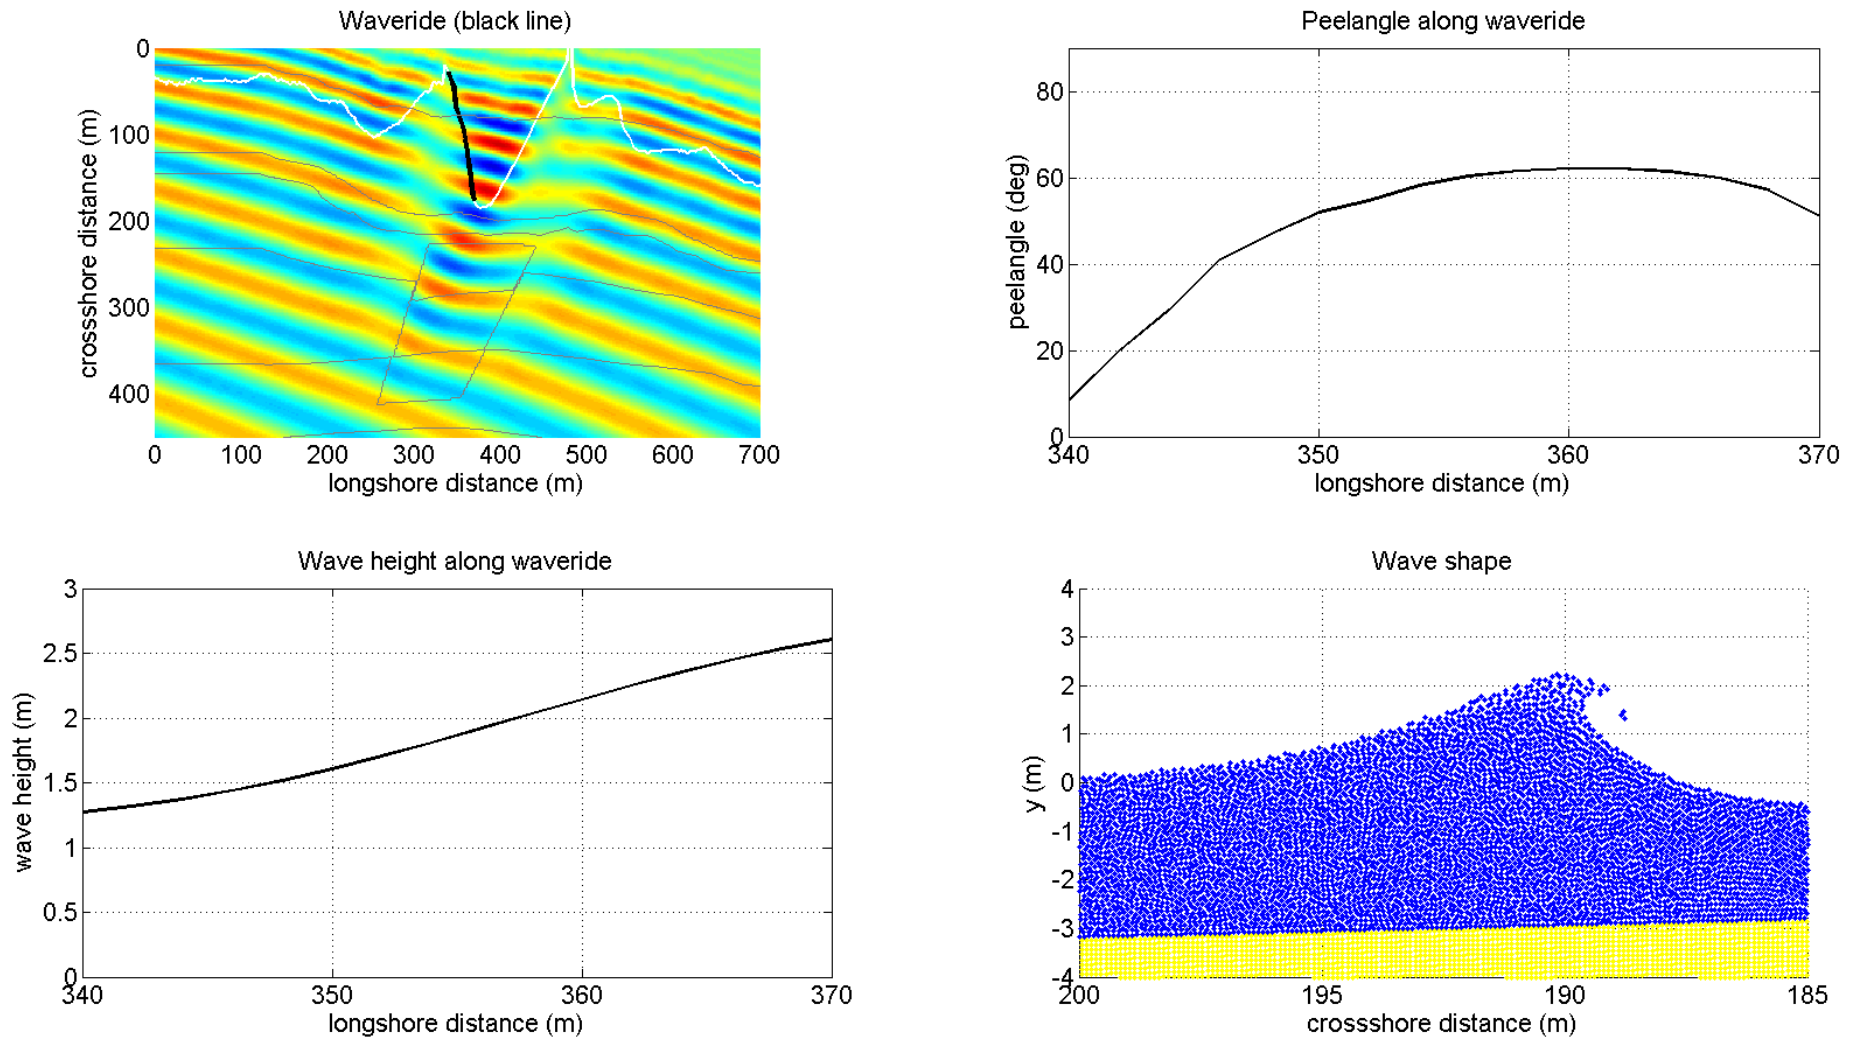 Waveride (black line)
0
100
200
300
400
crossshore distance (m)
0 100 200 300 400 500 600 700
longshore distance (m)
Peelangle along waveride
80
60
40
20
0
peelangle (deg)
340 350 360 370
longshore distance (m)
Wave height along waveride
3
2.5
2
1.5
1
0.5
0
wave height (m)
340 350 360 370
longshore distance (m)
Wave shape
4
3
2
1
0
-1
-2
-3
-4
y (m)
200 195 190 185
crossshore distance (m)